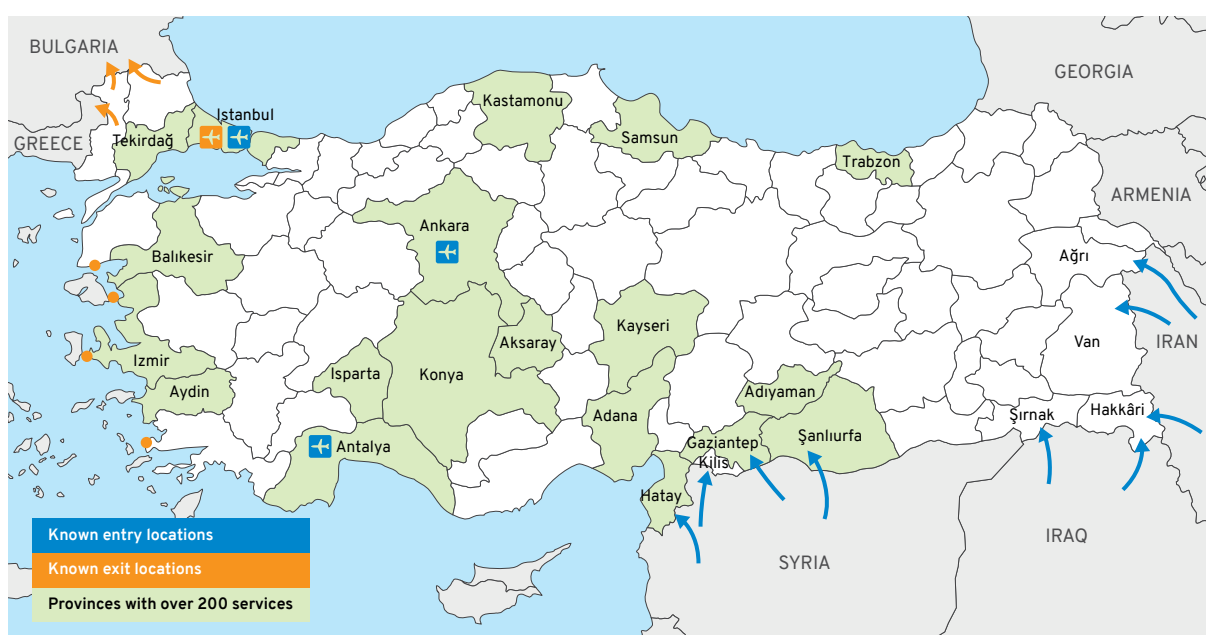 BULGARIA
GEORGIA
Kastamonu
Istanbul
Samsun
Tekirdağ
GREECE
Trabzon
ARMENIA
Ankara
Balıkesir
Ağrı
Kayseri
Aksaray
IRAN
Van
Izmir
Isparta
Konya
Aydin
Adıyaman
Adana
Şırnak
Hakkâri
Antalya
Gaziantep
Şanlıurfa
Kilis
Hatay
IRAQ
SYRIA
Known entry locations
Known exit locations
Provinces with over 200 services